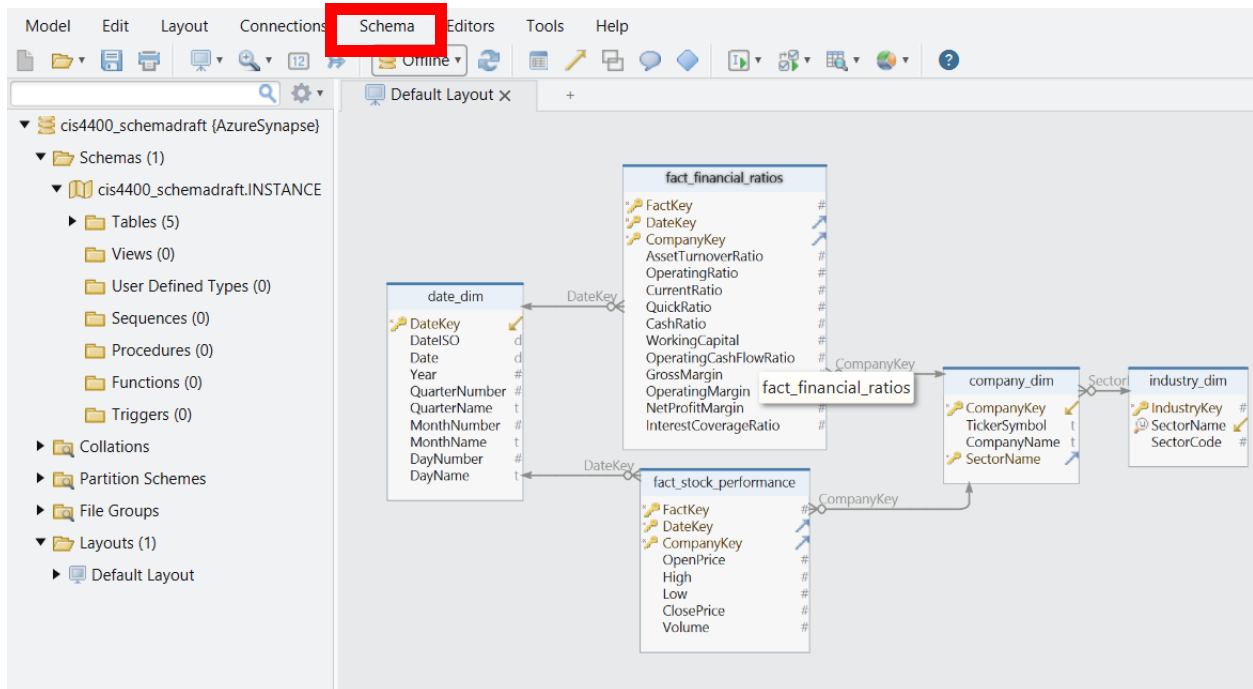 Model Edit Layout Connections Schema Editors Tools Help
12 Offline ?
Default Layout × +
cis4400_schemadraft {AzureSynapse}
Schemas (1)
cis4400_schemadraft.INSTANCE
Tables (5)
Views (0)
User Defined Types (0)
Sequences (0)
Procedures (0)
Functions (0)
Triggers (0)
Collations
Partition Schemes
File Groups
Layouts (1)
Default Layout
fact_financial_ratios
FactKey #
DateKey
CompanyKey
AssetTurnoverRatio #
OperatingRatio #
CurrentRatio #
QuickRatio #
CashRatio #
WorkingCapital #
OperatingCashFlowRatio #
GrossMargin #
OperatingMargin
NetProfitMargin #
InterestCoverageRatio #
fact_financial_ratios
date_dim
DateKey
DateISO d
Date d
Year #
QuarterNumber #
QuarterName t
MonthNumber #
MonthName t
DayNumber #
DayName t
DateKey
DateKey
fact_stock_performance
FactKey #
DateKey
CompanyKey
OpenPrice #
High #
Low #
ClosePrice #
Volume #
CompanyKey
CompanyKey
company_dim
CompanyKey
TickerSymbol t
CompanyName t
SectorName
Sector
industry_dim
IndustryKey #
SectorName
SectorCode #